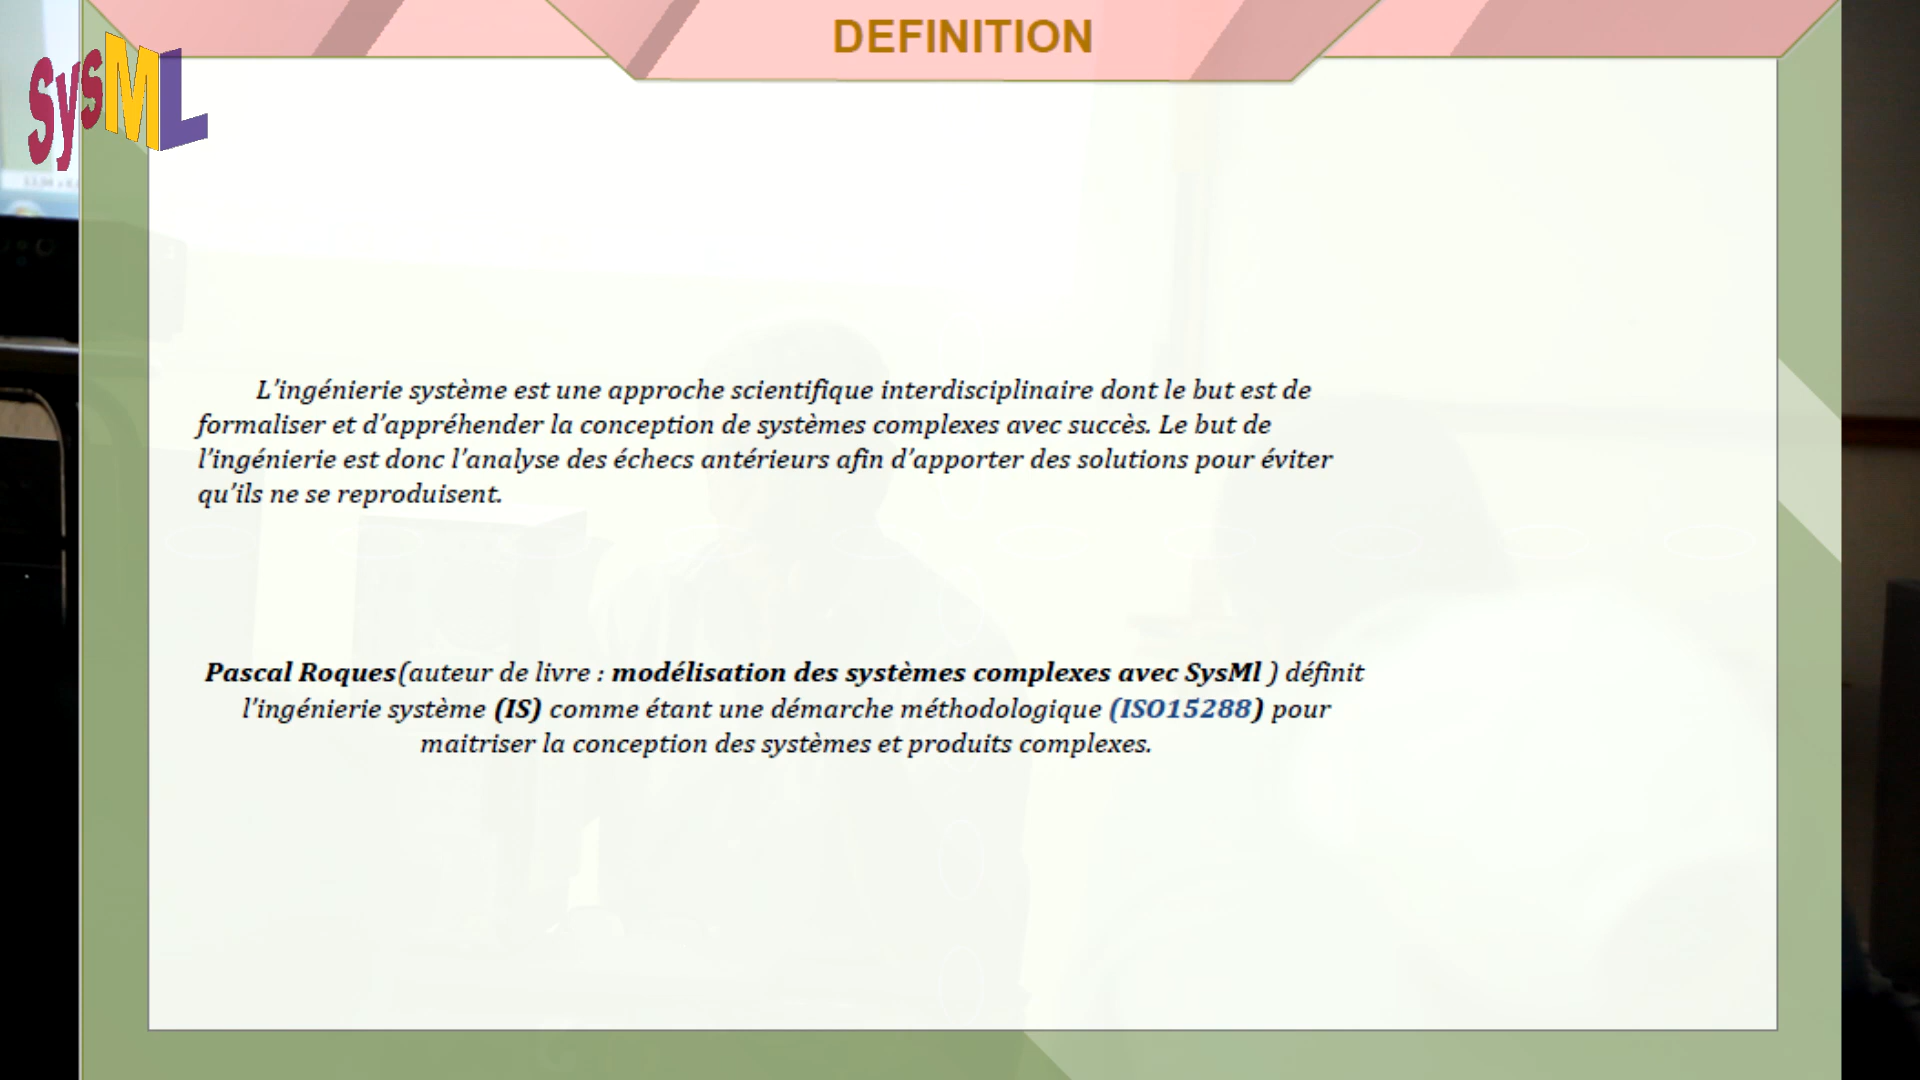 DEFINITION
SysML
L'ingénierie système est une approche scientifique interdisciplinaire dont le but est de
formaliser et d'appréhender la conception de systèmes complexes avec succès. Le but de
l'ingénierie est donc l'analyse des échecs antérieurs afin d'apporter des solutions pour éviter
qu'ils ne se reproduisent.
Pascal Roques(auteur de livre : modélisation des systèmes complexes avec SysMl ) définit
l'ingénierie système (IS) comme étant une démarche méthodologique (ISO15288) pour
maitriser la conception des systèmes et produits complexes.